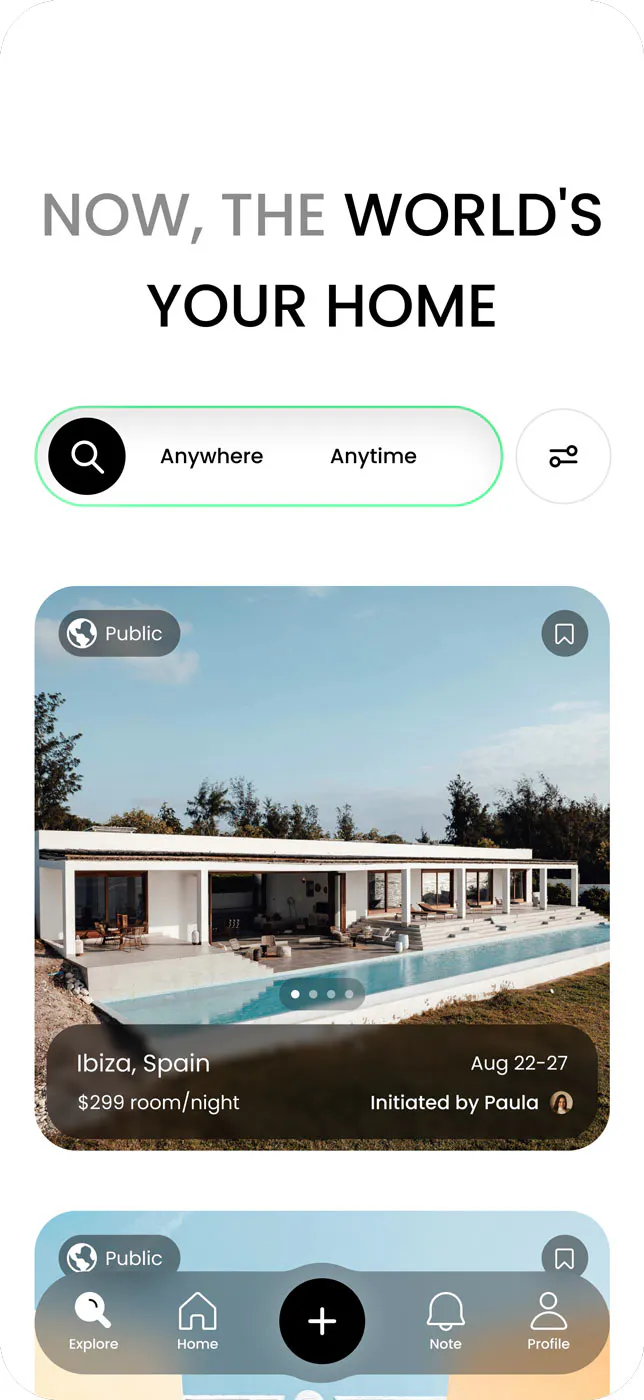 NOW, THE WORLD'S
YOUR HOME
Anywhere Anytime
Public
Ibiza, Spain Aug 22-27
$299 room/night Initiated by Paula
Public
Explore Home Note Profile